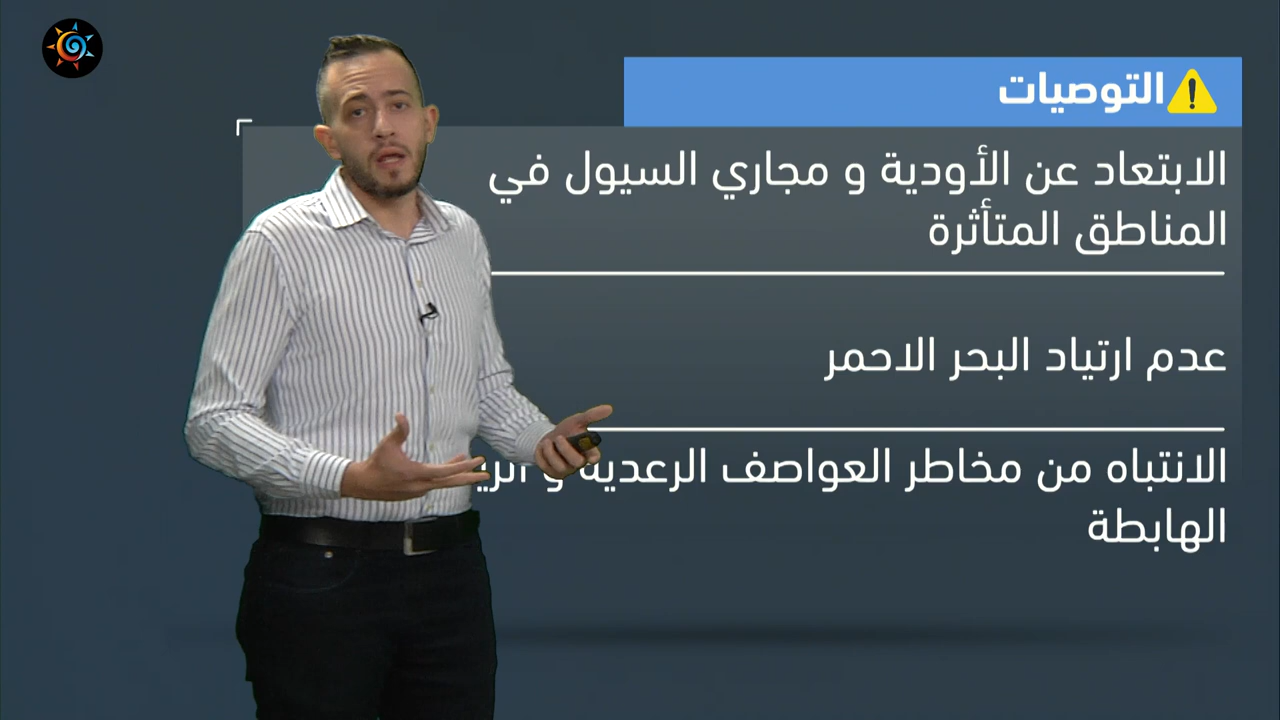 التوصيات
الابتعاد عن الأودية و مجاري السيول في
المناطق المتأثرة
عدم ارتياد البحر الاحمر
الانتباه من مخاطر العواصف الرعدية و
الهابطة